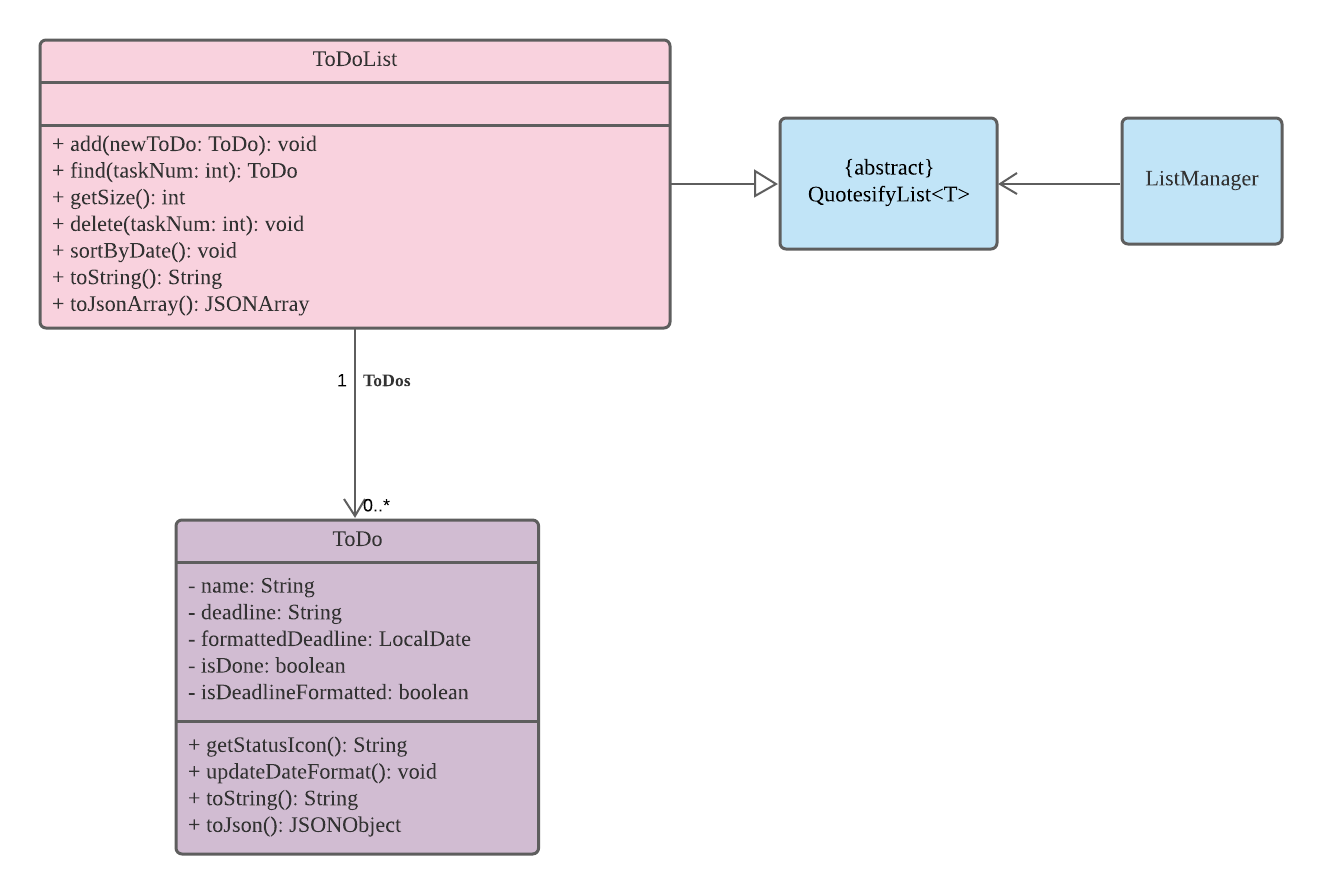 ToDoList
+ add(newToDo: ToDo): void
+ find(taskNum: int): ToDo
+ getSize(): int
+ delete(taskNum: int): void
+ sortByDate(): void
+ toString(): String
+ toJsonArray(): JSONArray
{abstract}
QuotesifyList<T>
ListManager
1
ToDos
0..*
ToDo
- name: String
- deadline: String
- formattedDeadline: LocalDate
- isDone: boolean
- isDeadlineFormatted: boolean
+ getStatusIcon(): String
+ updateDateFormat(): void
+ toString(): String
+ toJson(): JSONObject